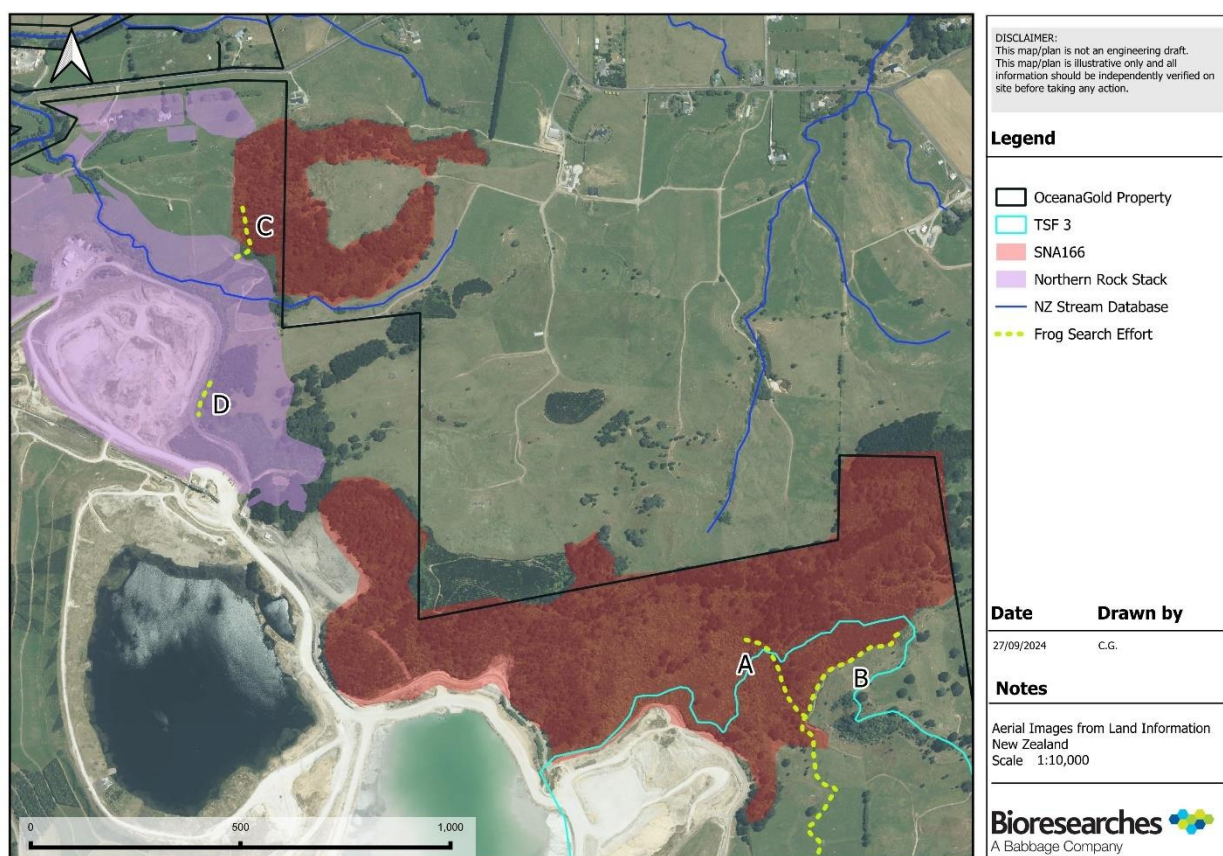 C
D
A
B
0 500 1,000
DISCLAIMER:
This map/plan is not an engineering draft.
This map/plan is illustrative only and all
information should be independently verified on
site before taking any action.
Legend
OceanaGold Property
TSF 3
SNA166
Northern Rock Stack
NZ Stream Database
Frog Search Effort
Date Drawn by
27/09/2024 C.G.
Notes
Aerial Images from Land Information
New Zealand
Scale 1:10,000
Bioresearches
A Babbage Company